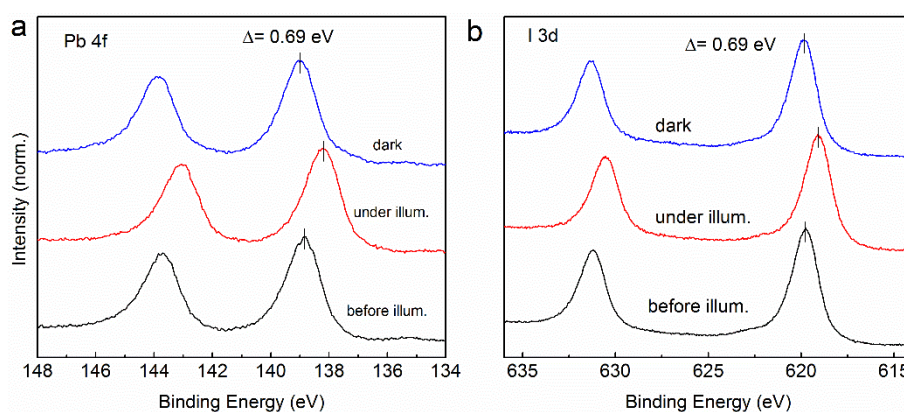 a
Pb 4f
Δ= 0.69 eV
dark
under illum.
before illum.
Intensity (norm.)
148 146 144 142 140 138 136 134
Binding Energy (eV)
b
I 3d
Δ= 0.69 eV
dark
under illum.
before illum.
635 630 625 620 615
Binding Energy (eV)